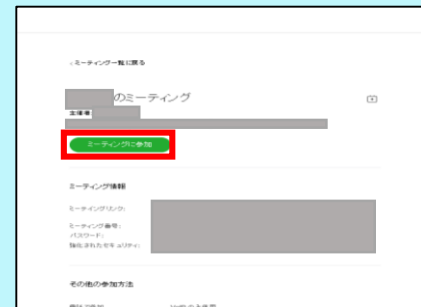 ‹ミーティング一覧に戻る
のミーティング
主催者
ミーティングに参加
ミーティング情報
ミーティングリンク:
ミーティング番号:
パスワード:
強化されたセキュリティ:
その他の参加方法